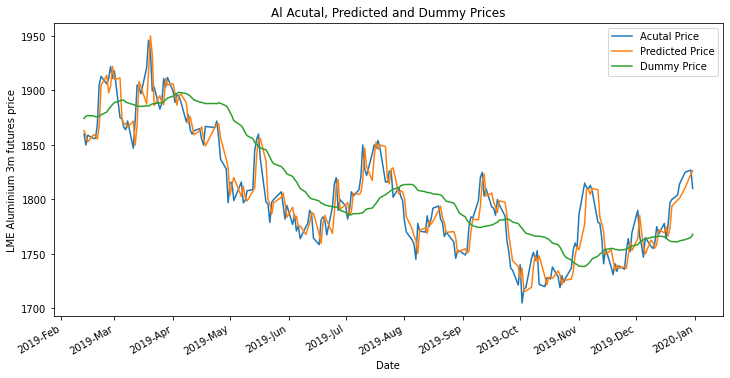 Al Acutal, Predicted and Dummy Prices
Acutal Price
Predicted Price
Dummy Price
LME Aluminium 3m futures price
1950
1900
1850
1800
1750
1700
2019-Feb
2019-Mar
2019-Apr
2019-May
2019-Jun
2019-Jul
2019-Aug
2019-Sep
2019-Oct
2019-Nov
2019-Dec
2020-Jan
Date